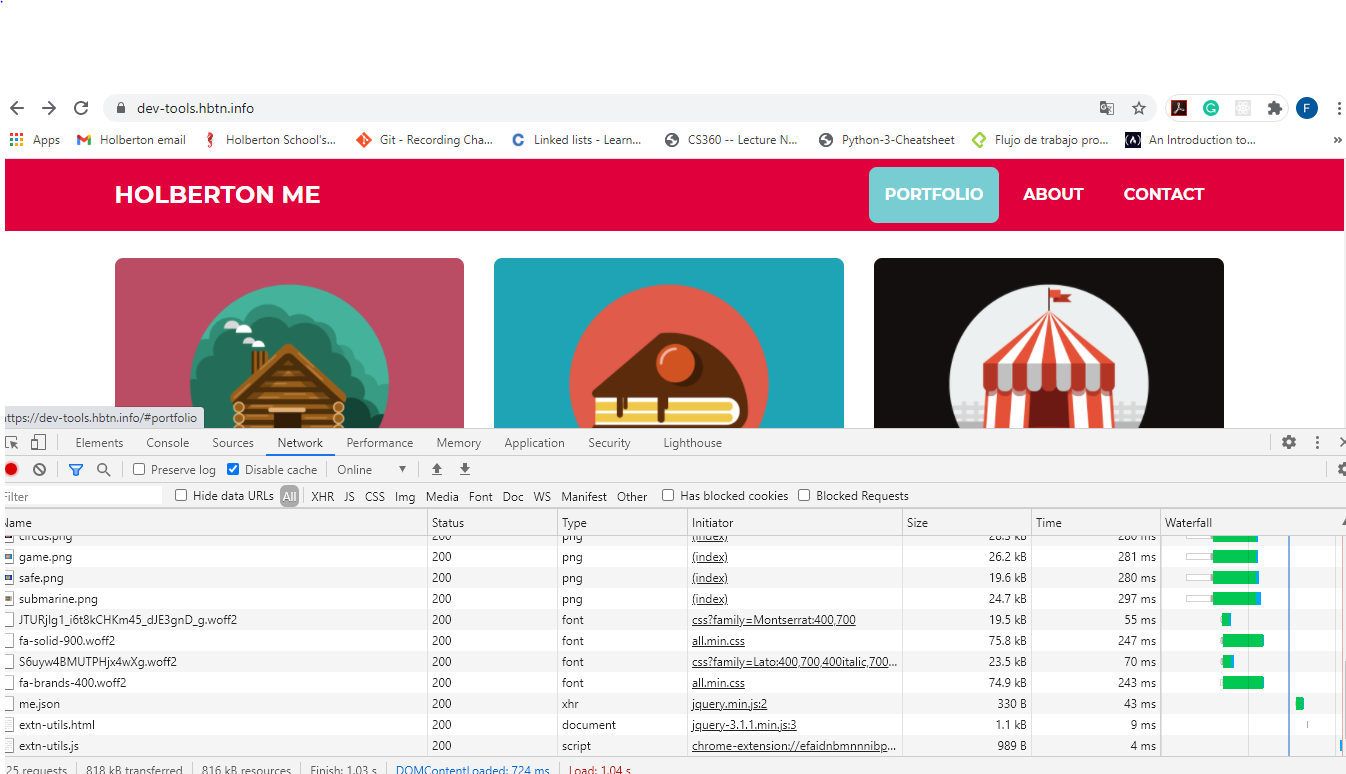 dev-tools.hbtn.info
F
Apps Holberton email Holberton School's... Git - Recording Cha... Linked lists - Learn... CS360 -- Lecture N... Python-3-Cheatsheet Flujo de trabajo pro... An Introduction to... »
HOLBERTON ME PORTFOLIO ABOUT CONTACT
ttps://dev-tools.hbtn.info/#portfolio
Elements Console Sources Network Performance Memory Application Security Lighthouse
Preserve log Disable cache Online
Filter Hide data URLs All XHR JS CSS Img Media Font Doc WS Manifest Other Has blocked cookies Blocked Requests
Name Status Type Initiator Size Time Waterfall
circus.png 200 png (index) 28.5 kB 280 ms
game.png 200 png (index) 26.2 kB 281 ms
safe.png 200 png (index) 19.6 kB 280 ms
submarine.png 200 png (index) 24.7 kB 297 ms
JTURjIg1_i6t8kCHKm45_dJE3gnD_g.woff2 200 font css?family=Montserrat:400,700 19.5 kB 55 ms
fa-solid-900.woff2 200 font all.min.css 75.8 kB 247 ms
S6uyw4BMUTPHjx4wXg.woff2 200 font css?family=Lato:400,700,400italic,700... 23.5 kB 70 ms
fa-brands-400.woff2 200 font all.min.css 74.9 kB 243 ms
me.json 200 xhr jquery.min.js:2 330 B 43 ms
extn-utils.html 200 document jquery-3.1.1.min.js:3 1.1 kB 9 ms
extn-utils.js 200 script chrome-extension://efaidnbmnnnibp... 989 B 4 ms
25 requests 818 kB transferred 816 kB resources Finish: 1.03 s DOMContentLoaded: 724 ms Load: 1.04 s